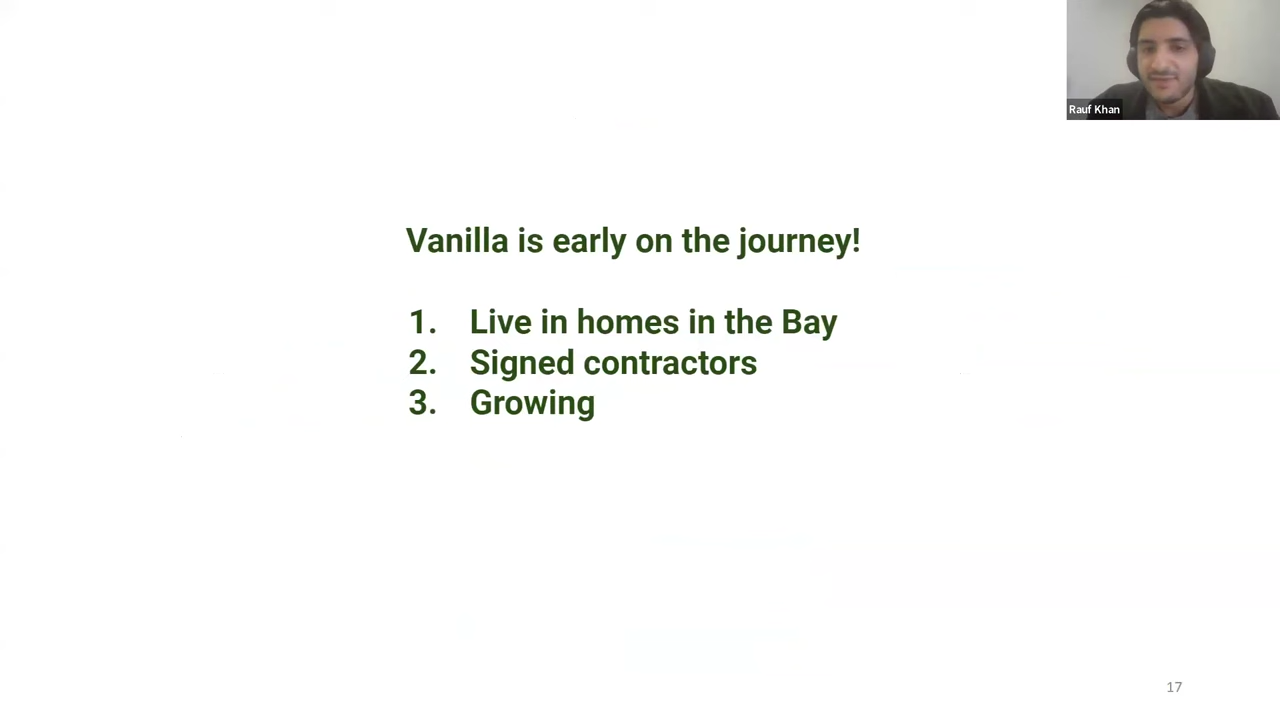 Rauf Khan
Vanilla is early on the journey!
1. Live in homes in the Bay
2. Signed contractors
3. Growing
17